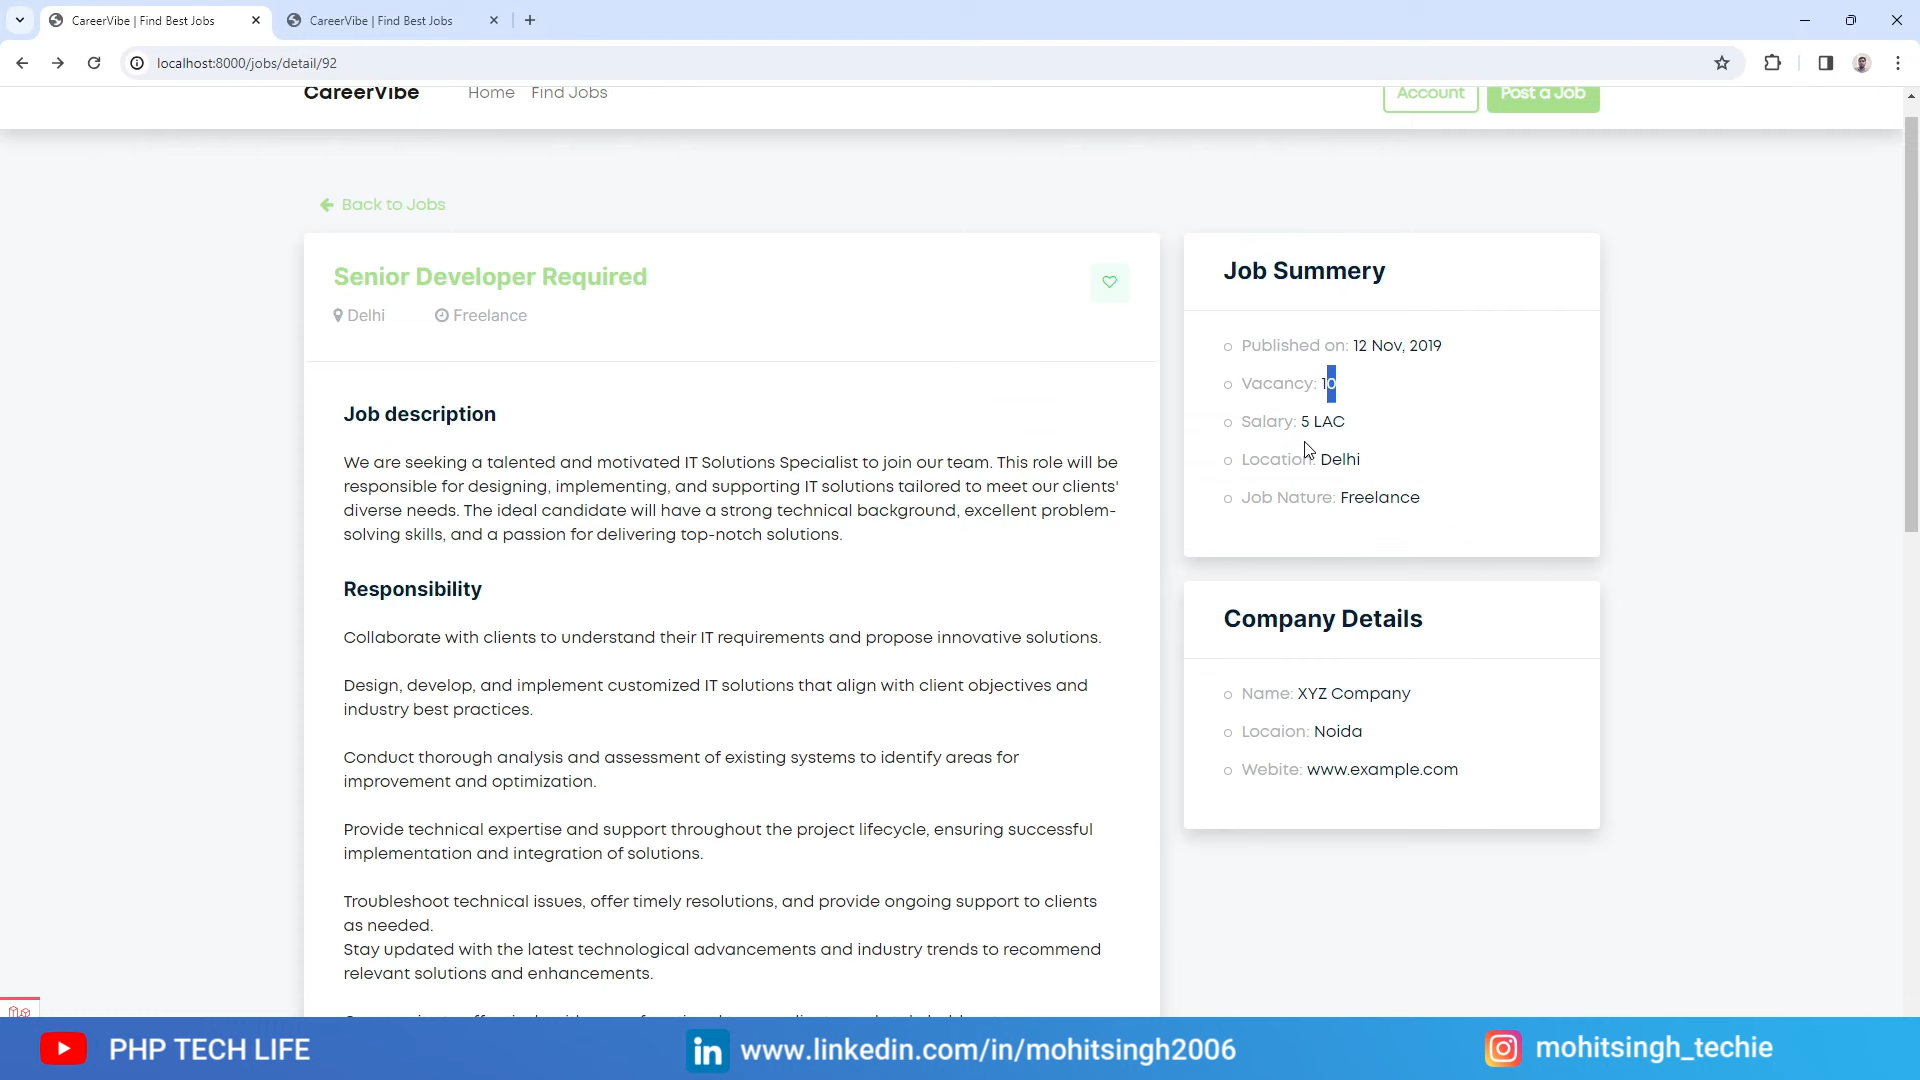 CareerVibe | Find Best Jobs
CareerVibe | Find Best Jobs
localhost:8000/jobs/detail/92
CareerVibe
Home
Find Jobs
Account
Post a Job
Back to Jobs
Senior Developer Required
Delhi
Freelance
Job description
We are seeking a talented and motivated IT Solutions Specialist to join our team. This role will be
responsible for designing, implementing, and supporting IT solutions tailored to meet our clients'
diverse needs. The ideal candidate will have a strong technical background, excellent problem-
solving skills, and a passion for delivering top-notch solutions.
Responsibility
Collaborate with clients to understand their IT requirements and propose innovative solutions.
Design, develop, and implement customized IT solutions that align with client objectives and
industry best practices.
Conduct thorough analysis and assessment of existing systems to identify areas for
improvement and optimization.
Provide technical expertise and support throughout the project lifecycle, ensuring successful
implementation and integration of solutions.
Troubleshoot technical issues, offer timely resolutions, and provide ongoing support to clients
as needed.
Stay updated with the latest technological advancements and industry trends to recommend
relevant solutions and enhancements.
Job Summery
Published on: 12 Nov, 2019
Vacancy: 10
Salary: 5 LAC
Location: Delhi
Job Nature: Freelance
Company Details
Name: XYZ Company
Locaion: Noida
Webite: www.example.com
PHP TECH LIFE
www.linkedin.com/in/mohitsingh2006
mohitsingh_techie